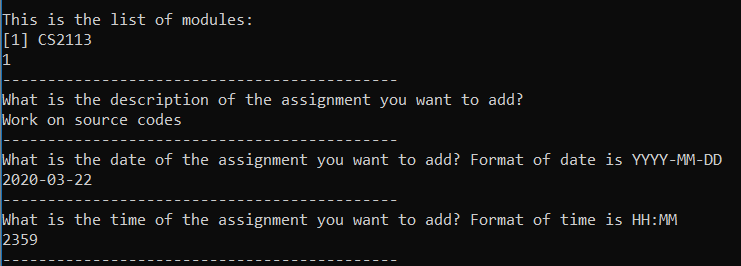 This is the list of modules:
[1] CS2113
1
--------------------------------------------
What is the description of the assignment you want to add?
Work on source codes
--------------------------------------------
What is the date of the assignment you want to add? Format of date is YYYY-MM-DD
2020-03-22
--------------------------------------------
What is the time of the assignment you want to add? Format of time is HH:MM
2359
--------------------------------------------